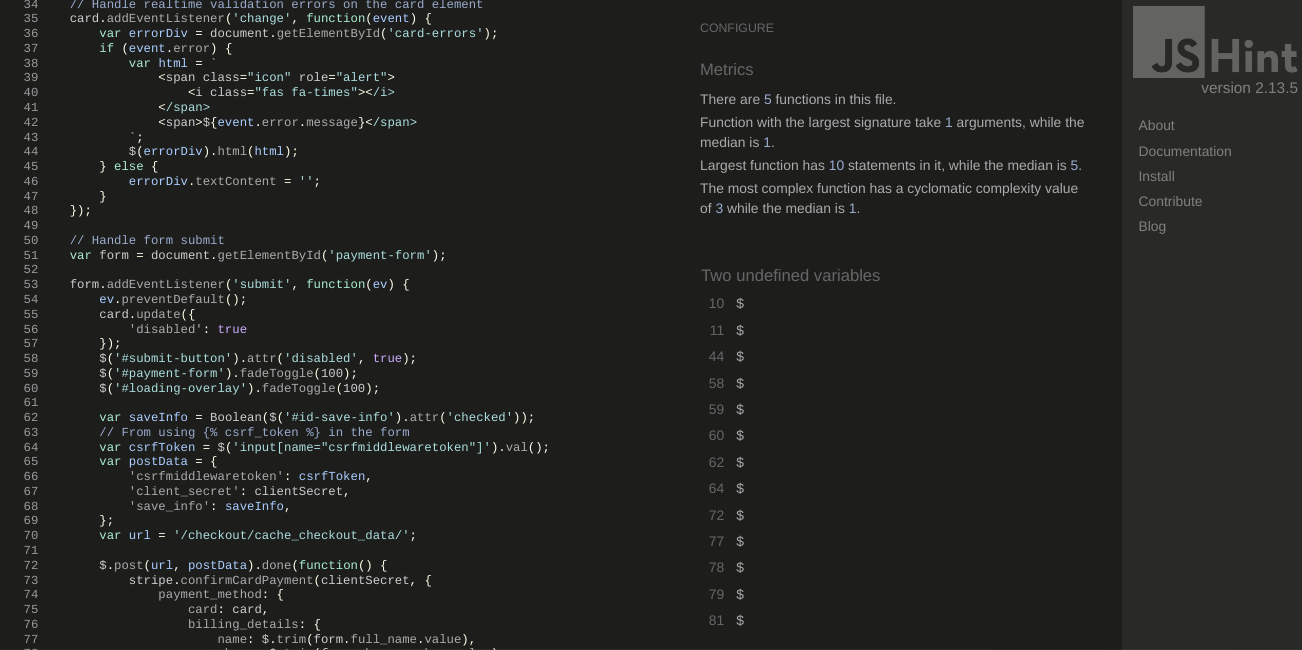 34 // Handle realtime validation errors on the card element
35 card.addEventListener('change', function(event) {
36 var errorDiv = document.getElementById('card-errors');
37 if (event.error) {
38 var html = `
39 <span class="icon" role="alert">
40 <i class="fas fa-times"></i>
41 </span>
42 <span>${event.error.message}</span>
43 `;
44 $(errorDiv).html(html);
45 } else {
46 errorDiv.textContent = '';
47 }
48 });
49
50 // Handle form submit
51 var form = document.getElementById('payment-form');
52
53 form.addEventListener('submit', function(ev) {
54 ev.preventDefault();
55 card.update({
56 'disabled': true
57 });
58 $('#submit-button').attr('disabled', true);
59 $('#payment-form').fadeToggle(100);
60 $('#loading-overlay').fadeToggle(100);
61
62 var saveInfo = Boolean($('#id-save-info').attr('checked'));
63 // From using {% csrf_token %} in the form
64 var csrfToken = $('input[name="csrfmiddlewaretoken"]').val();
65 var postData = {
66 'csrfmiddlewaretoken': csrfToken,
67 'client_secret': clientSecret,
68 'save_info': saveInfo,
69 };
70 var url = '/checkout/cache_checkout_data/';
71
72 $.post(url, postData).done(function() {
73 stripe.confirmCardPayment(clientSecret, {
74 payment_method: {
75 card: card,
76 billing_details: {
77 name: $.trim(form.full_name.value),
CONFIGURE
Metrics
There are 5 functions in this file.
Function with the largest signature take 1 arguments, while the
median is 1.
Largest function has 10 statements in it, while the median is 5.
The most complex function has a cyclomatic complexity value
of 3 while the median is 1.
Two undefined variables
10 $
11 $
44 $
58 $
59 $
60 $
62 $
64 $
72 $
77 $
78 $
79 $
81 $
JSHint
version 2.13.5
About
Documentation
Install
Contribute
Blog